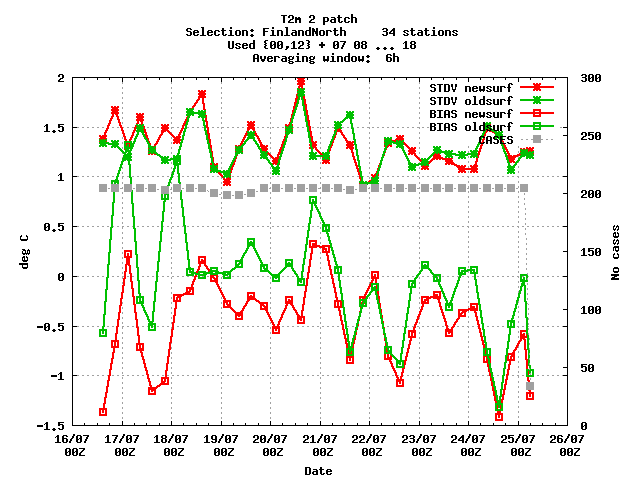 T2m 2 patch
Selection: FinlandNorth 34 stations
Used {00,12} + 07 08 ... 18
Averaging window: 6h
STDV newsurf
STDV oldsurf
BIAS newsurf
BIAS oldsurf
CASES
2
1.5
1
0.5
0
-0.5
-1
-1.5
deg C
300
250
200
150
100
50
0
No cases
16/07 17/07 18/07 19/07 20/07 21/07 22/07 23/07 24/07 25/07 26/07
00Z 00Z 00Z 00Z 00Z 00Z 00Z 00Z 00Z 00Z 00Z
Date